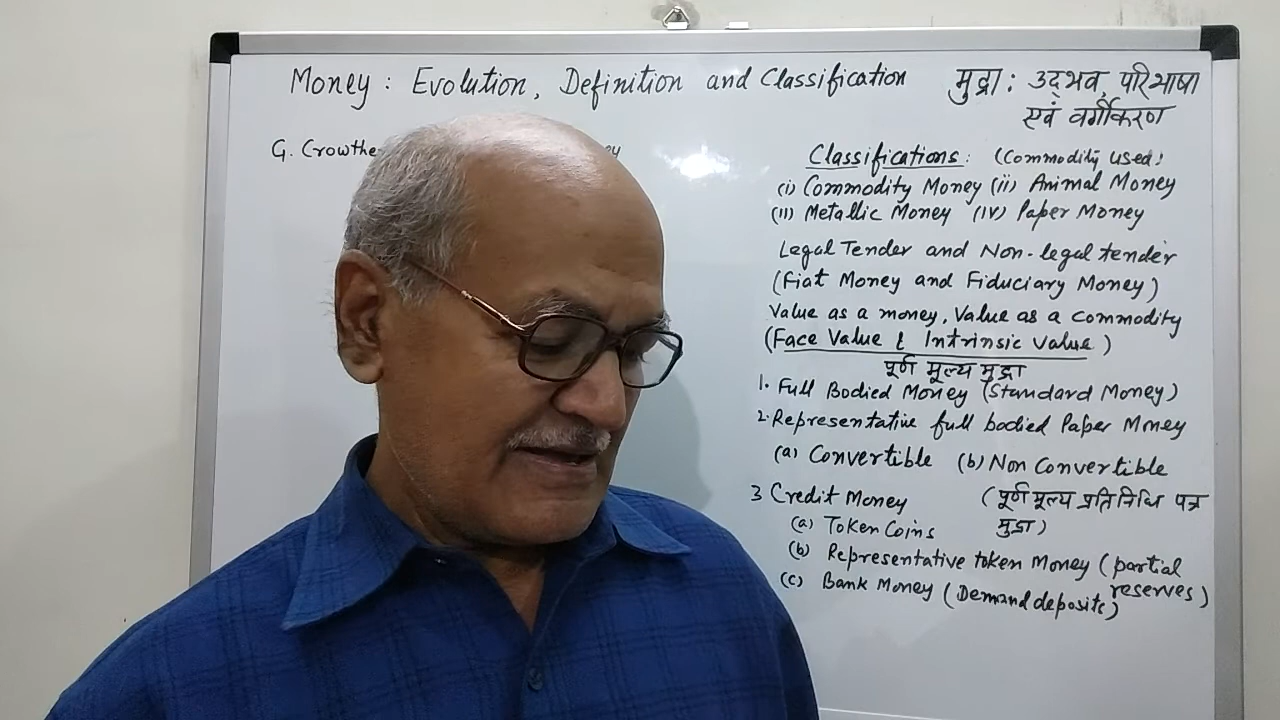 Money : Evolution, Definition and Classification
मुद्रा : उद्भव, परिभाषा
एवं वर्गीकरण
G. Crowthe
Classifications : (Commodity used :
(i) Commodity Money (ii) Animal Money
(II) Metallic Money (IV) Paper Money
Legal Tender and Non-legal tender
(Fiat Money and Fiduciary Money)
Value as a money, Value as a commodity
(Face Value & Intrinsic Value)
पूर्ण मूल्य मुद्रा
1. Full Bodied Money (Standard Money)
2. Representative full bodied Paper Money
(a) Convertible (b) Non Convertible
3 Credit Money (पूर्ण मूल्य प्रतिनिधि पत्र
(a) Token Coins मुद्रा)
(b) Representative token Money (partial
reserves)
(c) Bank Money (Demand deposits)